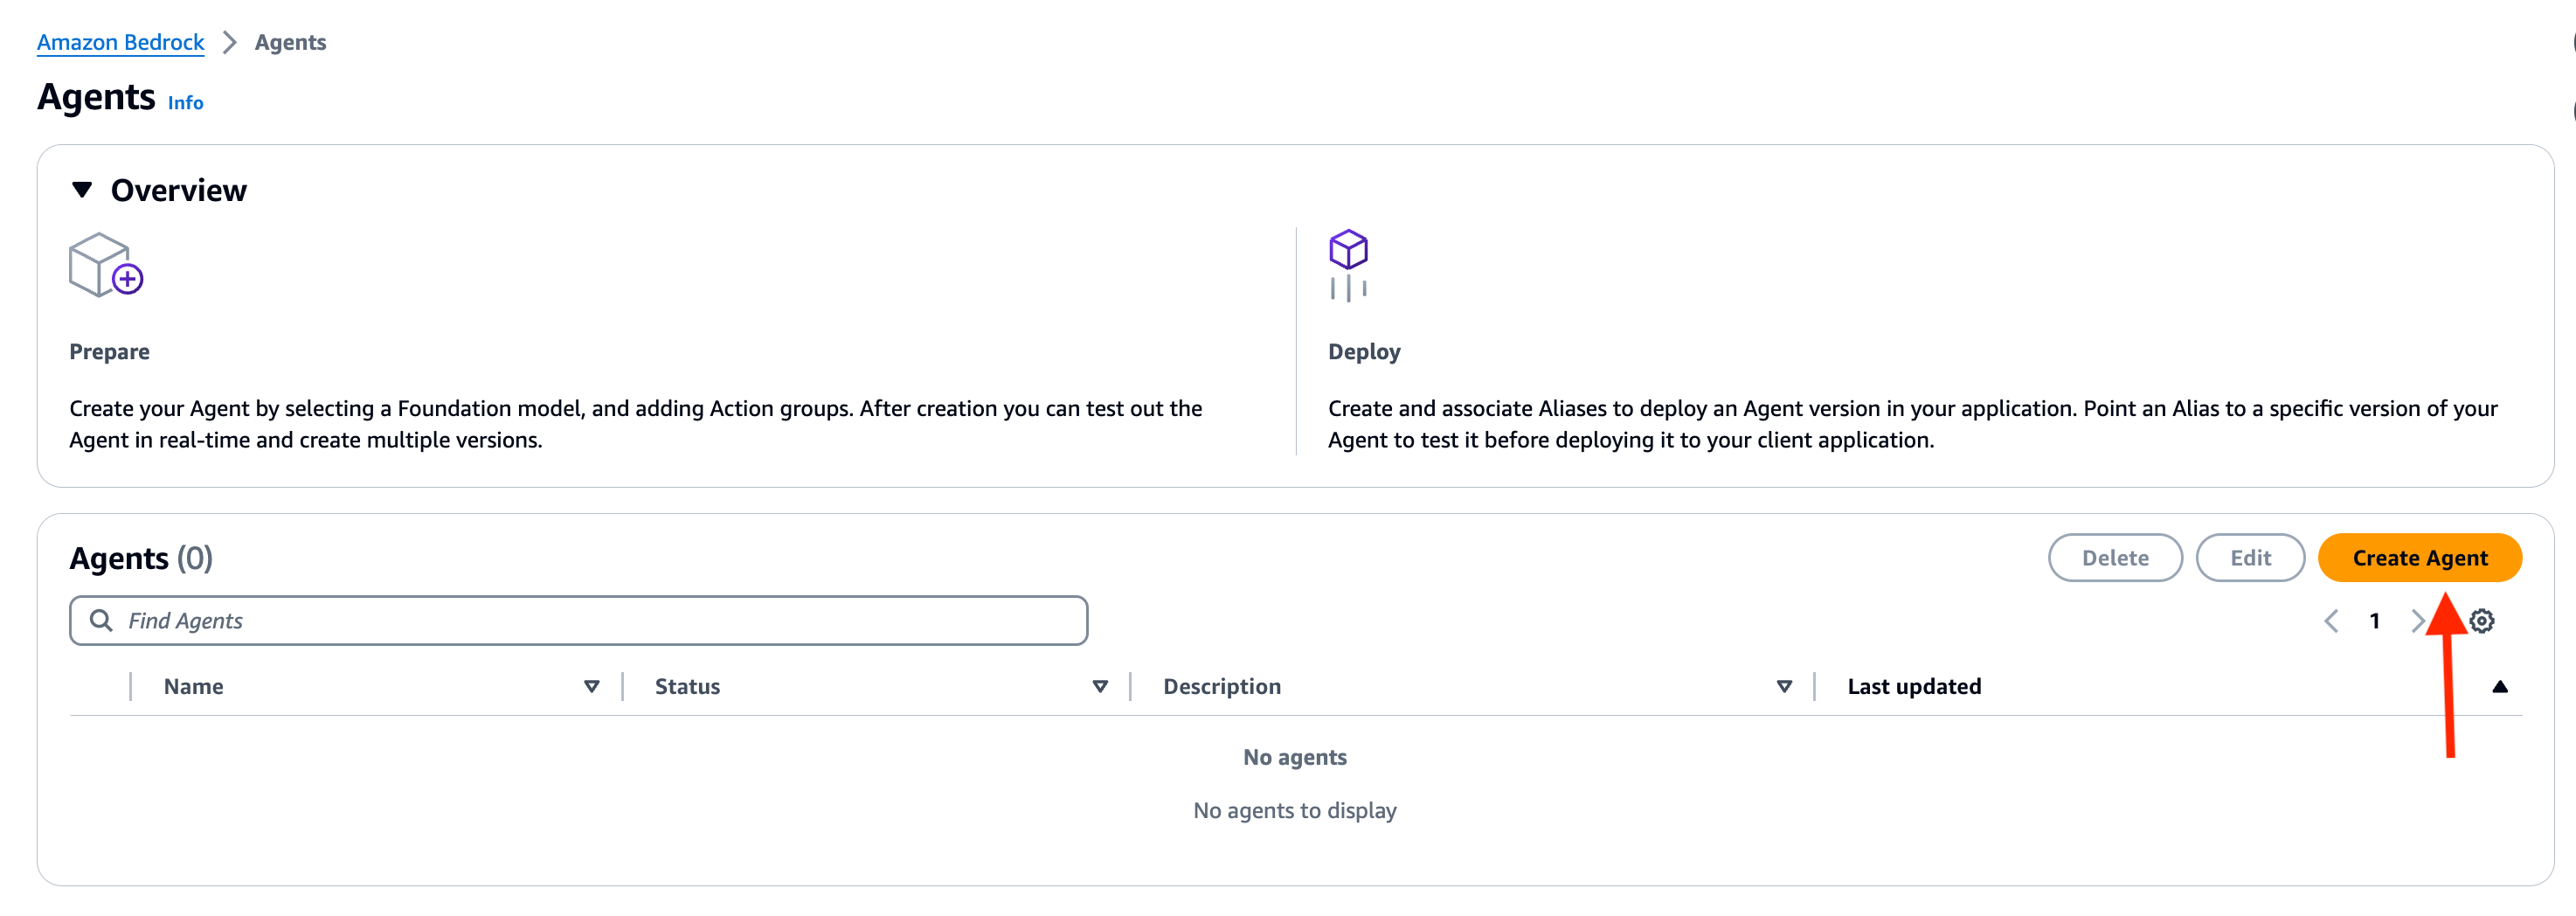 Amazon Bedrock > Agents
Agents Info
Overview
Prepare
Create your Agent by selecting a Foundation model, and adding Action groups. After creation you can test out the
Agent in real-time and create multiple versions.
Deploy
Create and associate Aliases to deploy an Agent version in your application. Point an Alias to a specific version of your
Agent to test it before deploying it to your client application.
Agents (0)
Delete Edit Create Agent
Find Agents
1
Name Status Description Last updated
No agents
No agents to display